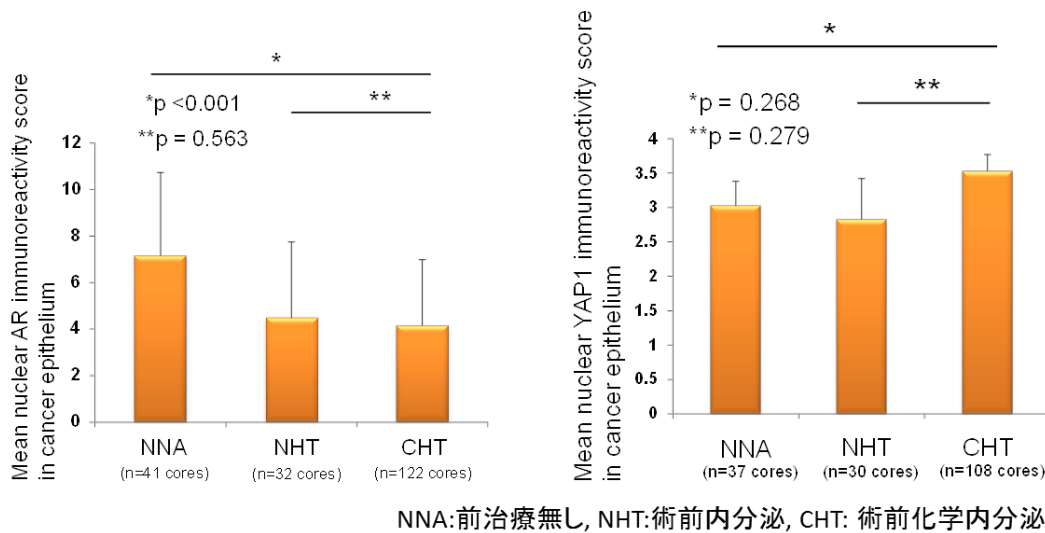 Mean nuclear AR immunoreactivity score
in cancer epithelium
*
**
*p <0.001
**p = 0.563
12
10
8
6
4
2
0
NNA
(n=41 cores)
NHT
(n=32 cores)
CHT
(n=122 cores)
Mean nuclear YAP1 immunoreactivity score
in cancer epithelium
*
**
*p = 0.268
**p = 0.279
4
3.5
3
2.5
2
1.5
1
0.5
0
NNA
(n=37 cores)
NHT
(n=30 cores)
CHT
(n=108 cores)
NNA:前治療無し, NHT:術前内分泌, CHT: 術前化学内分泌